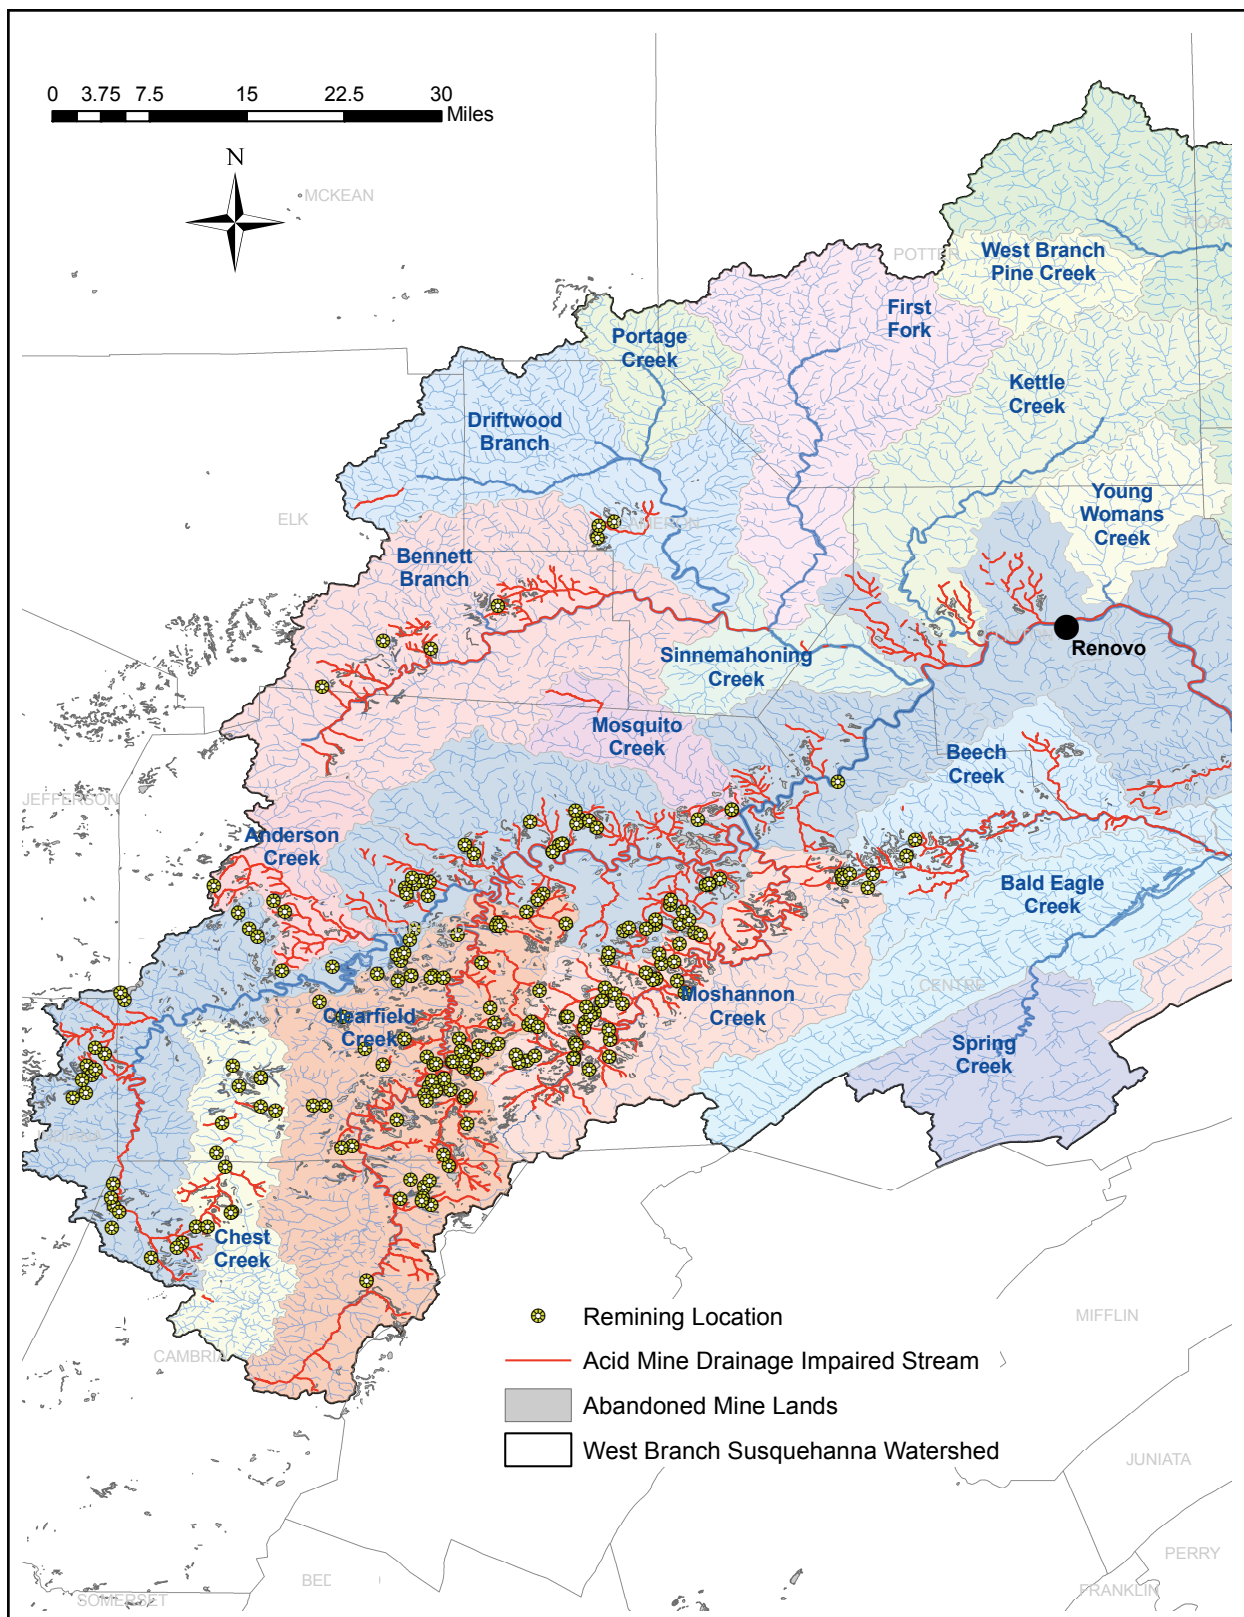 0 3.75 7.5 15 22.5 30
Miles
N
MCKEAN
POTTER
West Branch
Pine Creek
First
Fork
Portage
Creek
Kettle
Creek
Driftwood
Branch
Young
Womans
Creek
ELK
CAMERON
Bennett
Branch
Renovo
Sinnemahoning
Creek
Mosquito
Creek
Beech
Creek
JEFFERSON
Anderson
Creek
Bald Eagle
Creek
CENTRE
Moshannon
Creek
Clearfield
Creek
Spring
Creek
Chest
Creek
CAMBRIA
MIFFLIN
Remining Location
Acid Mine Drainage Impaired Stream
Abandoned Mine Lands
West Branch Susquehanna Watershed
JUNIATA
PERRY
FRANKLIN
SOMERSET